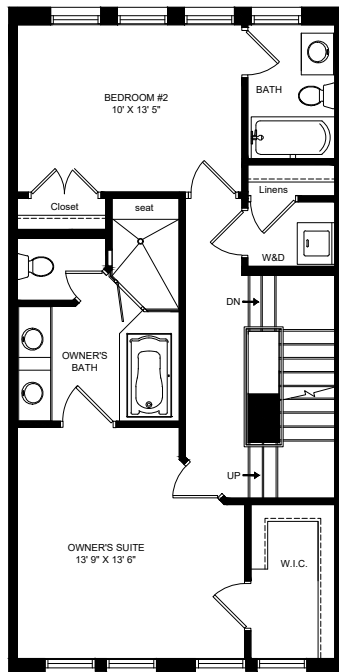 BATH
BEDROOM #2
10' X 13' 5"
Linens
Closet
seat
W&D
DN
OWNER'S
BATH
UP
OWNER'S SUITE
13' 9" X 13' 6"
W.I.C.